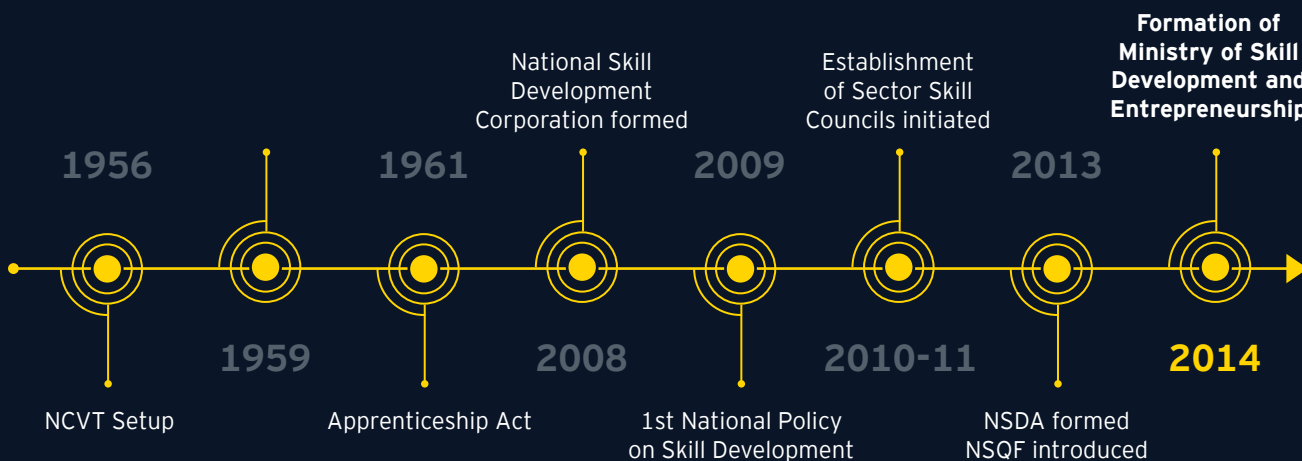 1956
NCVT Setup
1959
1961
Apprenticeship Act
National Skill
Development
Corporation formed
2008
2009
1st National Policy
on Skill Development
Establishment
of Sector Skill
Councils initiated
2010-11
2013
NSDA formed
NSQF introduced
Formation of
Ministry of Skill
Development and
Entrepreneurship
2014